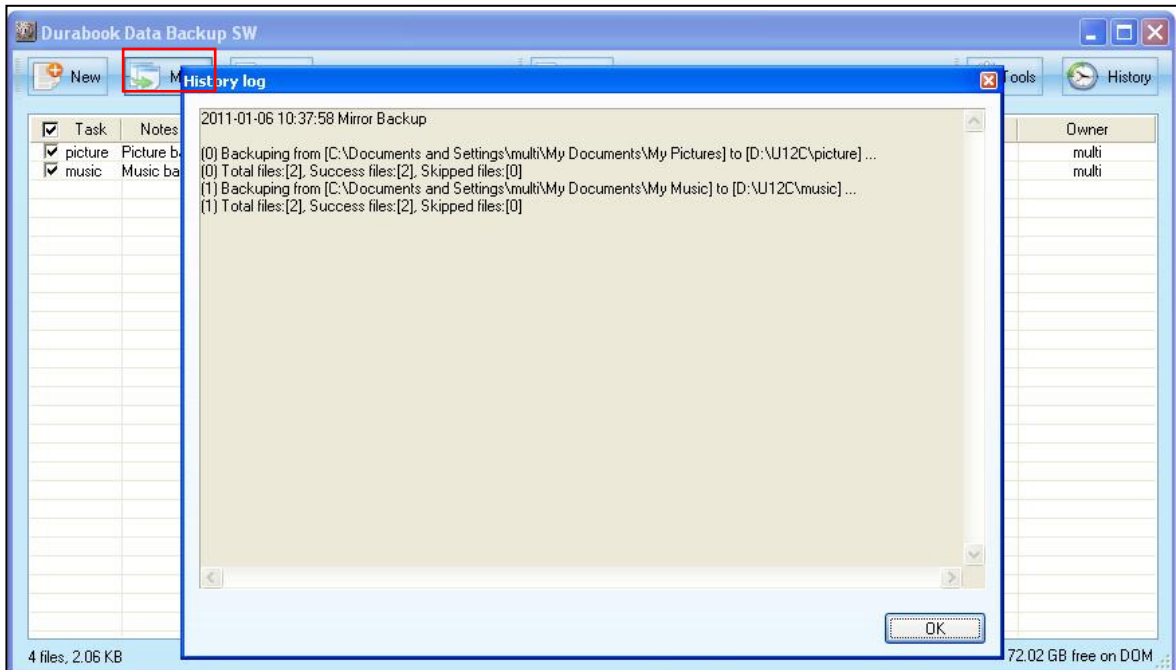 Durabook Data Backup SW
New
Tools
History
History log
Task
Notes
Owner
picture
Picture
multi
music
Music
multi
2011-01-06 10:37:58 Mirror Backup
(0) Backuping from [C:\Documents and Settings\multi\My Documents\My Pictures] to [D:\U12C\picture] ...
(0) Total files:[2], Success files:[2], Skipped files:[0]
(1) Backuping from [C:\Documents and Settings\multi\My Documents\My Music] to [D:\U12C\music] ...
(1) Total files:[2], Success files:[2], Skipped files:[0]
OK
4 files, 2.06 KB
72.02 GB free on DOM